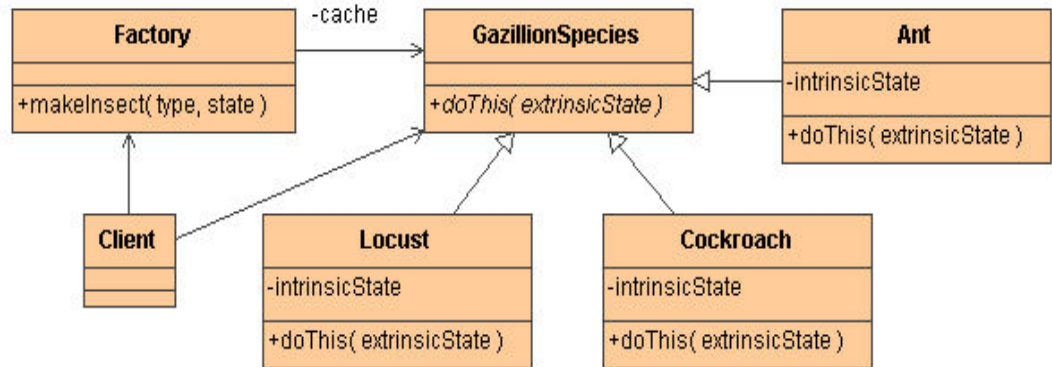 -cache
Factory
+makeInsect( type, state )
GazillionSpecies
+doThis( extrinsicState )
Ant
-intrinsicState
+doThis( extrinsicState )
Client
Locust
-intrinsicState
+doThis( extrinsicState )
Cockroach
-intrinsicState
+doThis( extrinsicState )